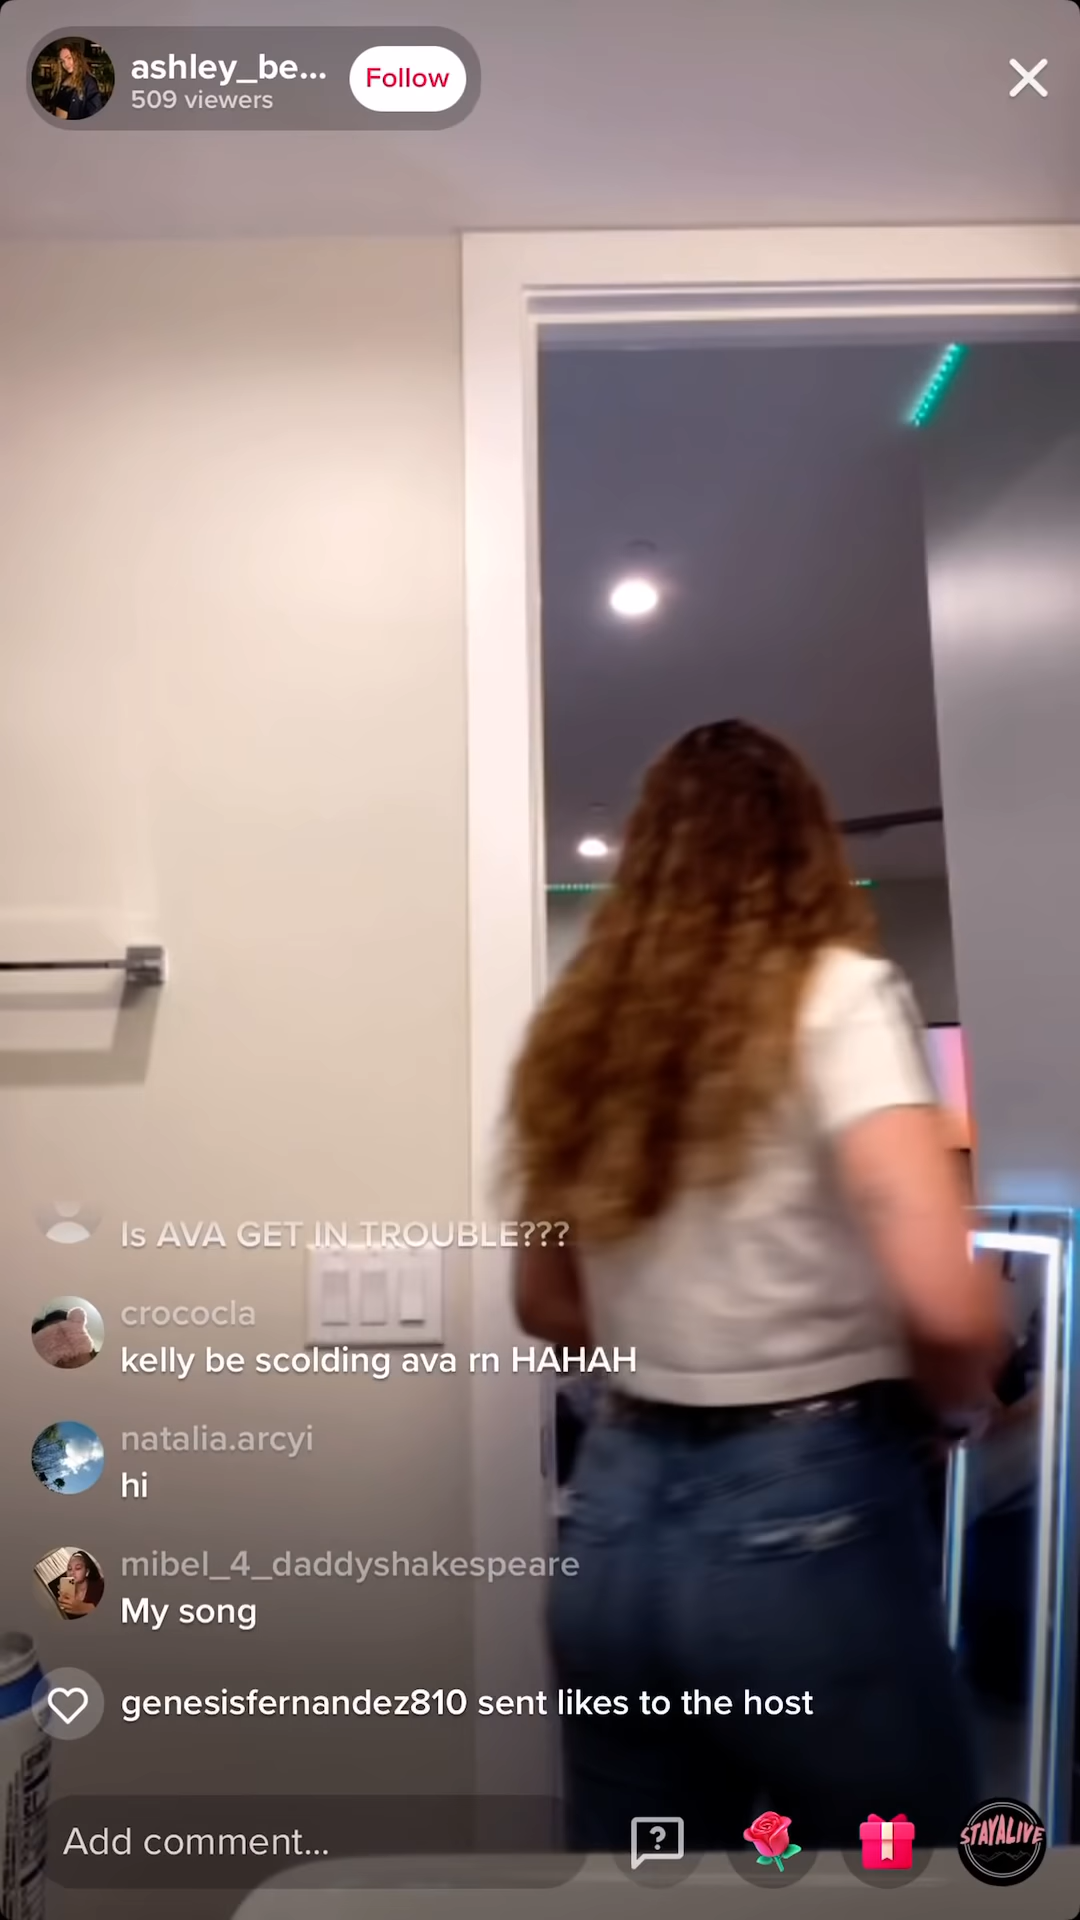 ashley_be...
509 viewers
Follow
Is AVA GET IN TROUBLE???
crococla
kelly be scolding ava rn HAHAH
natalia.arcyi
hi
mibel_4_daddyshakespeare
My song
genesisfernandez810 sent likes to the host
Add comment...
?
STAYALIVE